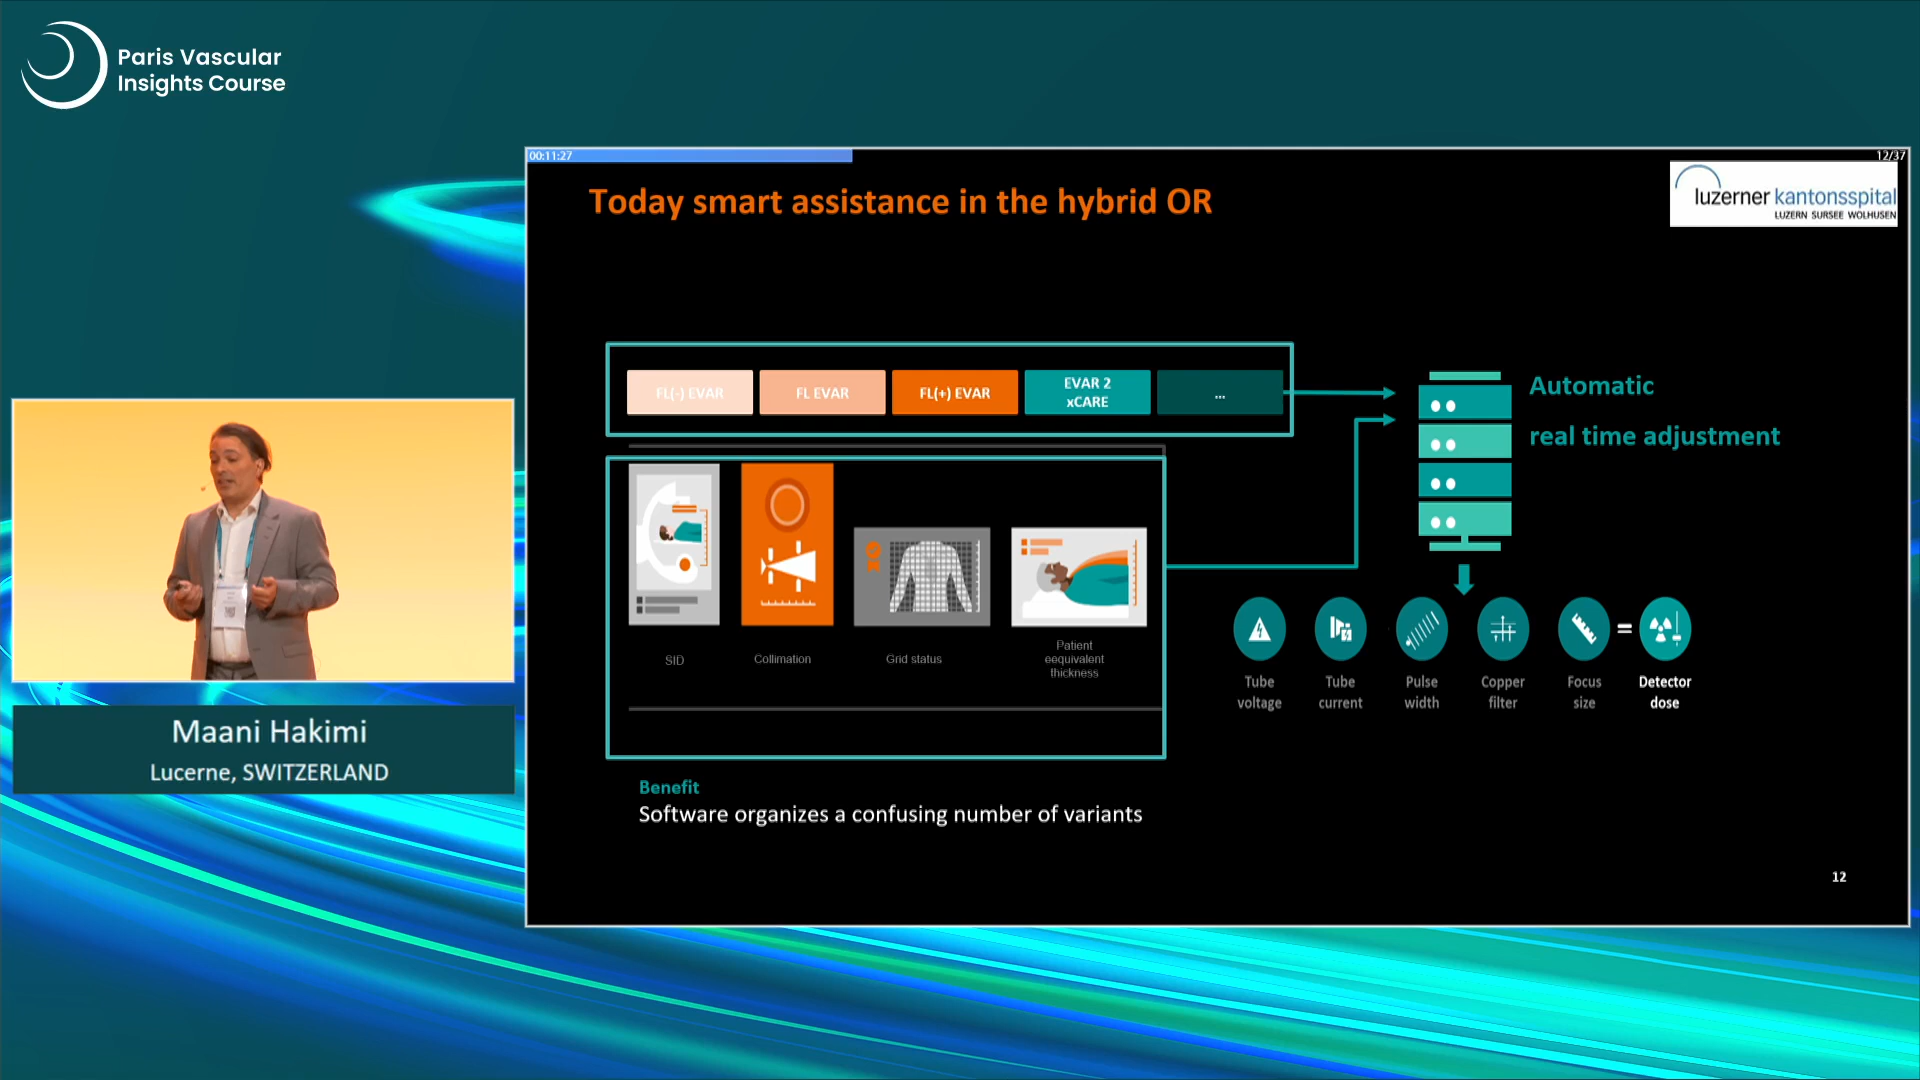 Paris Vascular
Insights Course
00:11:27
12/37
Today smart assistance in the hybrid OR
luzerner kantonsspital
LUZERN SURSEE WOLHUSEN
FL(-) EVAR
FL EVAR
FL(+) EVAR
EVAR 2
xCARE
...
Automatic
real time adjustment
SID
Collimation
Grid status
Patient
eequivalent
thickness
Tube
voltage
Tube
current
Pulse
width
Copper
filter
Focus
size
=
Detector
dose
Maani Hakimi
Lucerne, SWITZERLAND
Benefit
Software organizes a confusing number of variants
12